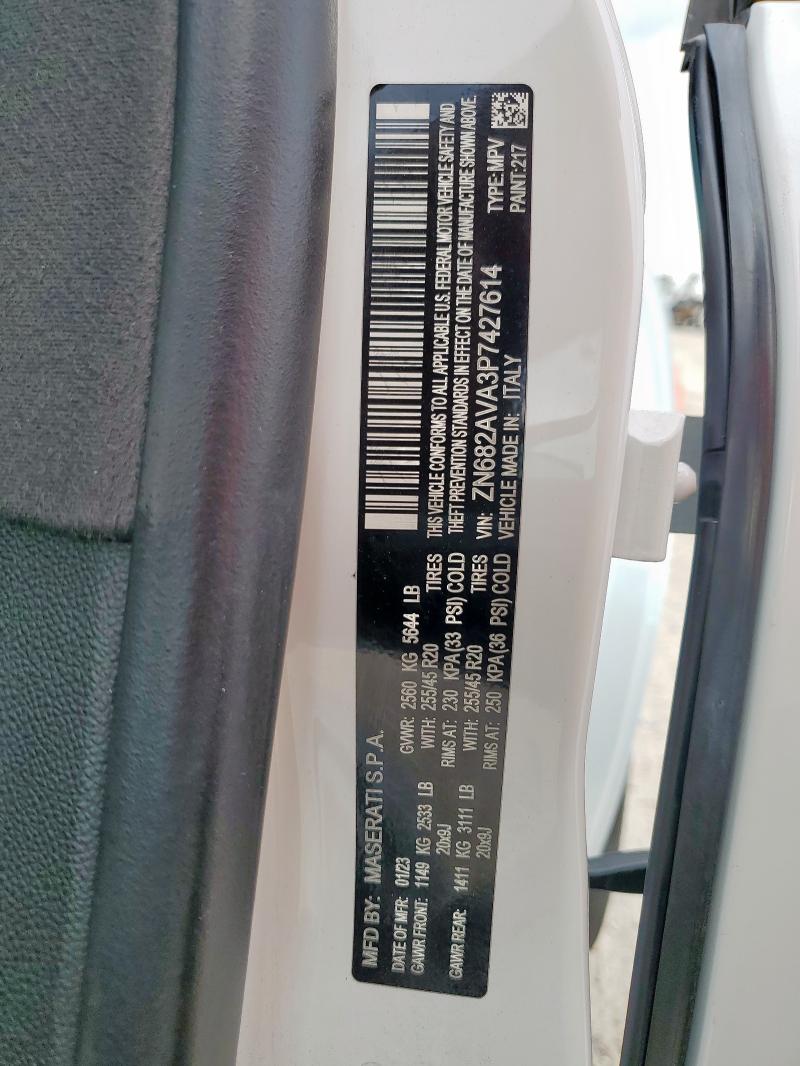 MFD BY: MASERATI S.P.A.
DATE OF MFR: 01/23 GVWR: 2560 KG 5644 LB
GAWR FRONT: 1149 KG 2533 LB WITH: 255/45 R20 TIRES
20x9J RIMS AT: 230 KPA (33 PSI) COLD
GAWR REAR: 1411 KG 3111 LB WITH: 255/45 R20 TIRES
20x9J RIMS AT: 250 KPA (36 PSI) COLD
THIS VEHICLE CONFORMS TO ALL APPLICABLE U.S. FEDERAL MOTOR VEHICLE SAFETY AND
THEFT PREVENTION STANDARDS IN EFFECT ON THE DATE OF MANUFACTURE SHOWN ABOVE.
VIN: ZN682AVA3P7427614 TYPE: MPV
VEHICLE MADE IN: ITALY PAINT: 217